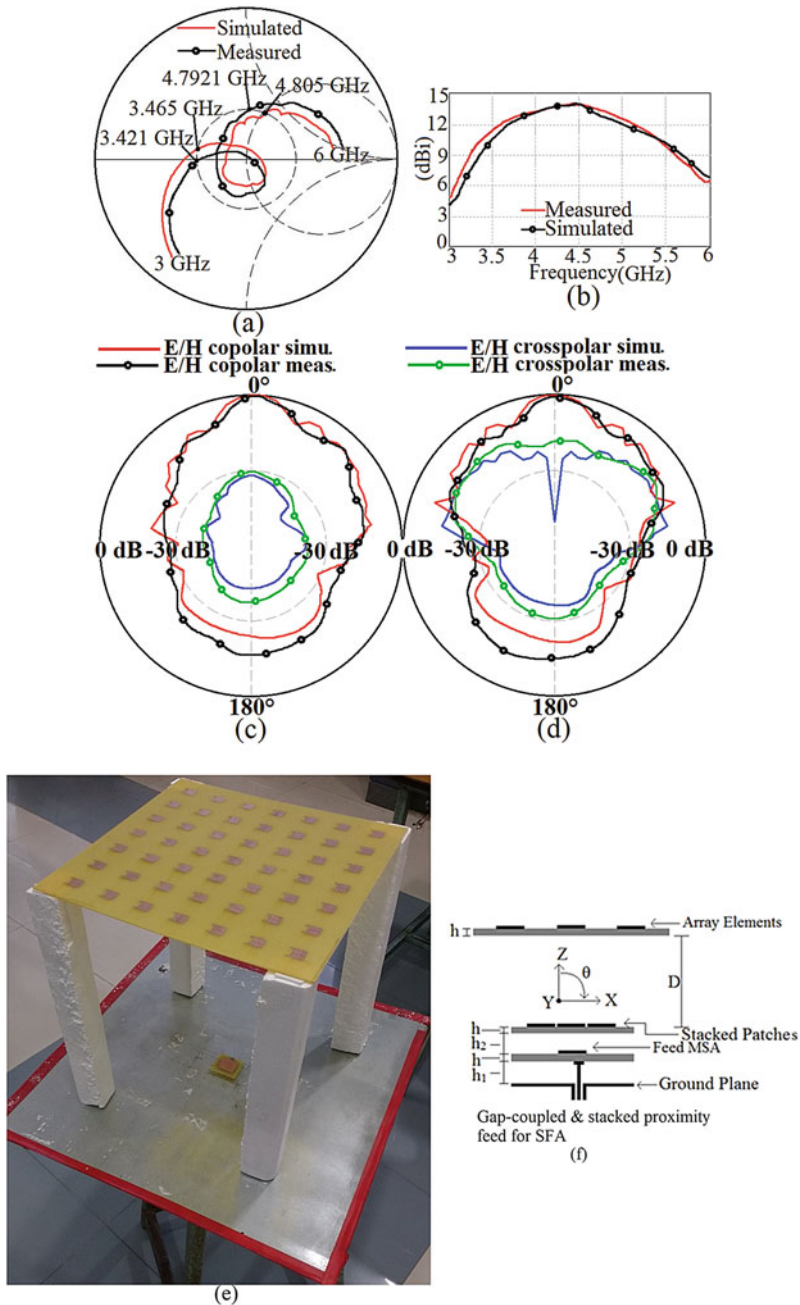 Simulated
Measured
4.7921 GHz
4.805 GHz
3.465 GHz
3.421 GHz
6 GHz
3 GHz
(a)
15
12
9
6
3
0
(dBi)
Measured
Simulated
3 3.5 4 4.5 5 5.5 6
Frequency(GHz)
(b)
E/H copolar simu.
E/H copolar meas.
E/H crosspolar simu.
E/H crosspolar meas.
0°
0 dB -30 dB -30 dB 0 dB
180°
(c)
0°
-30 dB -30 dB 0 dB
180°
(d)
(e)
Array Elements
h
Z
θ
D
Y X
Stacked Patches
h
h2
Feed MSA
h
h1
Ground Plane
Gap-coupled & stacked proximity
feed for SFA
(f)